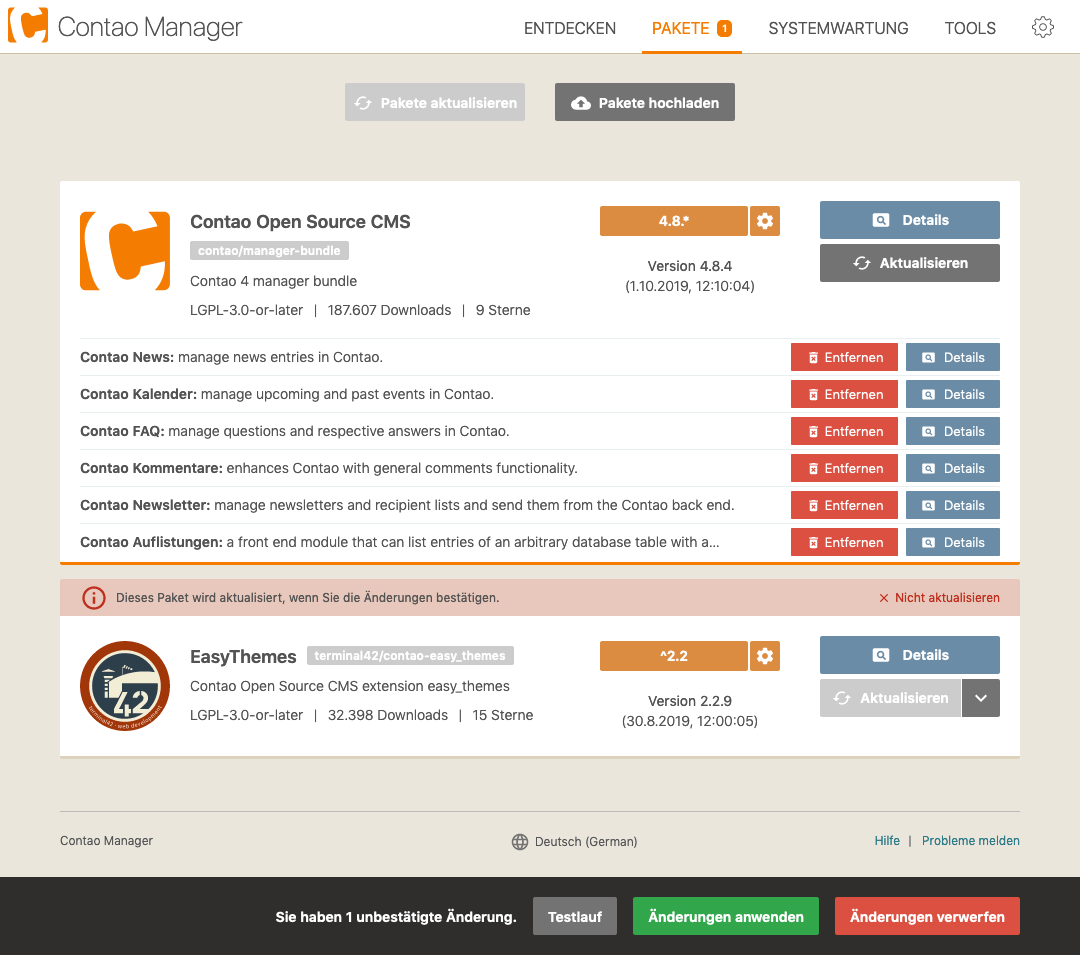 Contao Manager
ENTDECKEN
PAKETE 1
SYSTEMWARTUNG
TOOLS
Pakete aktualisieren
Pakete hochladen
Contao Open Source CMS
contao/manager-bundle
Contao 4 manager bundle
LGPL-3.0-or-later | 187.607 Downloads | 9 Sterne
4.8.*
Version 4.8.4
(1.10.2019, 12:10:04)
Details
Aktualisieren
Contao News: manage news entries in Contao.
Entfernen
Details
Contao Kalender: manage upcoming and past events in Contao.
Entfernen
Details
Contao FAQ: manage questions and respective answers in Contao.
Entfernen
Details
Contao Kommentare: enhances Contao with general comments functionality.
Entfernen
Details
Contao Newsletter: manage newsletters and recipient lists and send them from the Contao back end.
Entfernen
Details
Contao Auflistungen: a front end module that can list entries of an arbitrary database table with a...
Entfernen
Details
Dieses Paket wird aktualisiert, wenn Sie die Änderungen bestätigen.
Nicht aktualisieren
42
terminal42 · web development
EasyThemes
terminal42/contao-easy_themes
Contao Open Source CMS extension easy_themes
LGPL-3.0-or-later | 32.398 Downloads | 15 Sterne
^2.2
Version 2.2.9
(30.8.2019, 12:00:05)
Details
Aktualisieren
Contao Manager
Deutsch (German)
Hilfe | Probleme melden
Sie haben 1 unbestätigte Änderung.
Testlauf
Änderungen anwenden
Änderungen verwerfen